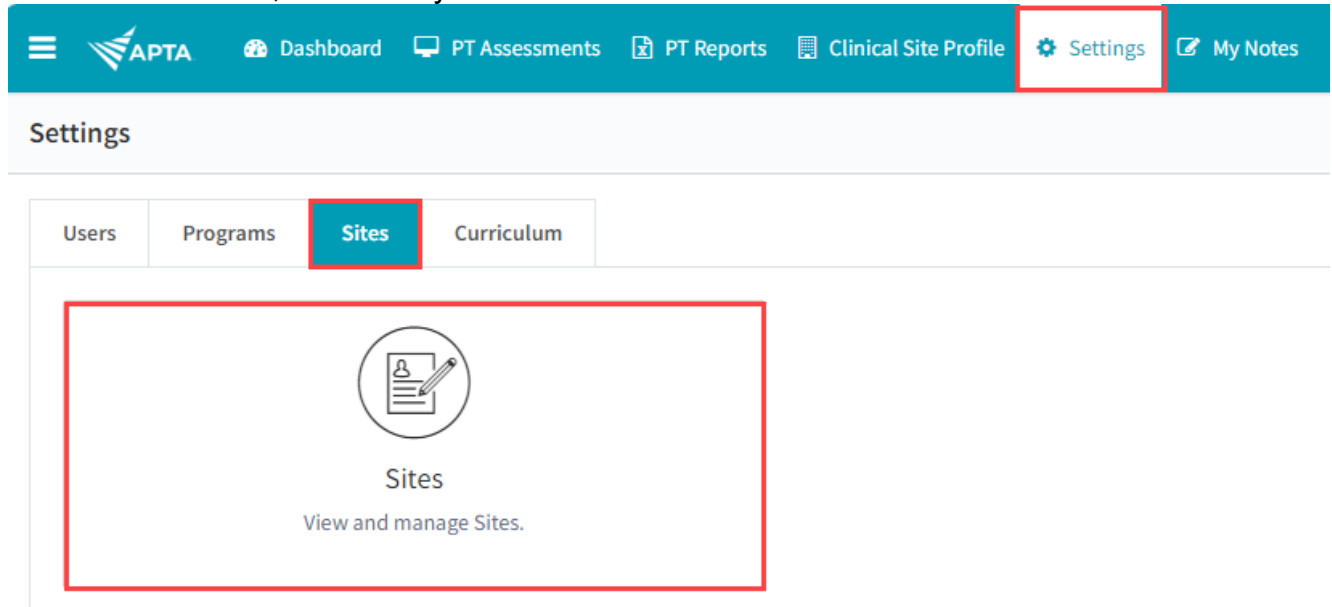 APTA Dashboard PT Assessments PT Reports Clinical Site Profile Settings My Notes
Settings
Users Programs Sites Curriculum
Sites
View and manage Sites.